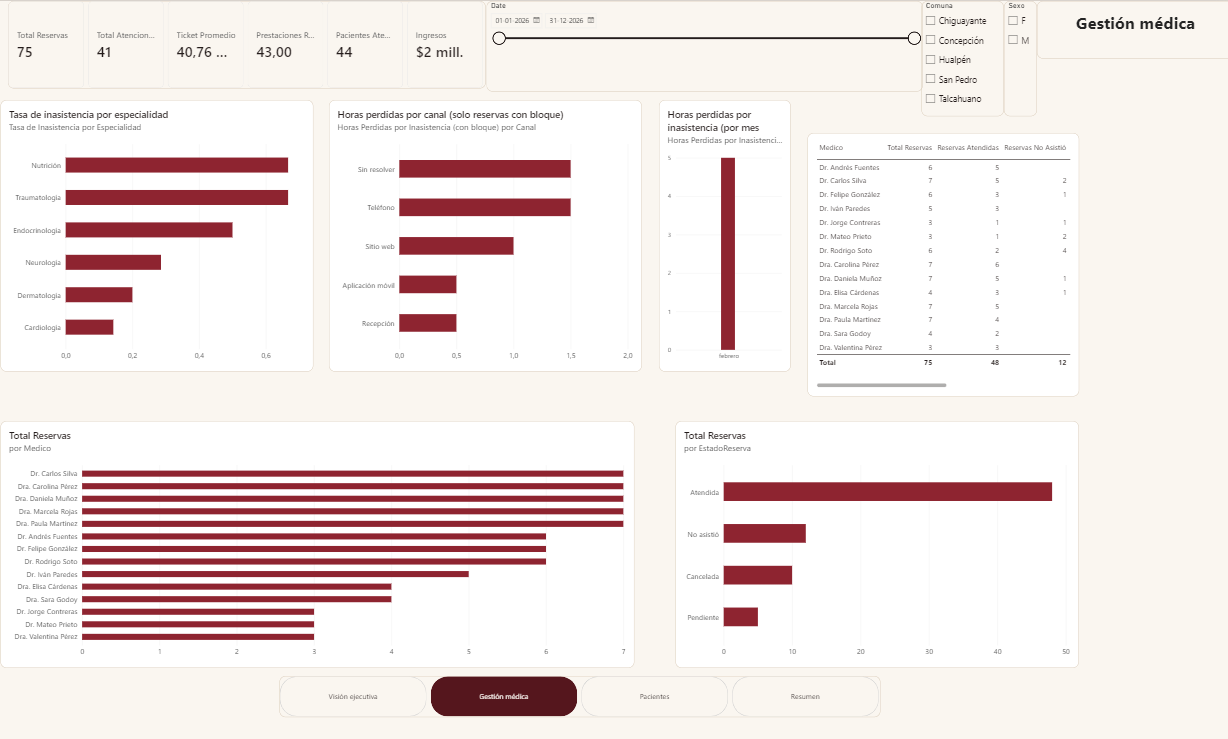 Total Reservas
75
Total Atencion...
41
Ticket Promedio
40,76 ...
Prestaciones R...
43,00
Pacientes Ate...
44
Ingresos
$2 mill.
Date
01-01-2026 31-12-2026
Comuna
Chiguayante
Concepción
Hualpén
San Pedro
Talcahuano
Sexo
F
M
Gestión médica
Tasa de inasistencia por especialidad
Tasa de Inasistencia por Especialidad
Nutrición
Traumatología
Endocrinología
Neurología
Dermatología
Cardiología
0,0 0,2 0,4 0,6
Horas perdidas por canal (solo reservas con bloque)
Horas Perdidas por Inasistencia (con bloque) por Canal
Sin resolver
Teléfono
Sitio web
Aplicación móvil
Recepción
0,0 0,5 1,0 1,5 2,0
Horas perdidas por
inasistencia (por mes
Horas Perdidas por Inasistenci...
5
4
3
2
1
0
febrero
Medico Total Reservas Reservas Atendidas Reservas No Asistió
Dr. Andrés Fuentes 6 5
Dr. Carlos Silva 7 5 2
Dr. Felipe González 6 3 1
Dr. Iván Paredes 5 3
Dr. Jorge Contreras 3 1 1
Dr. Mateo Prieto 3 1 2
Dr. Rodrigo Soto 6 2 4
Dra. Carolina Pérez 7 6
Dra. Daniela Muñoz 7 5 1
Dra. Elisa Cárdenas 4 3 1
Dra. Marcela Rojas 7 5
Dra. Paula Martínez 7 4
Dra. Sara Godoy 4 2
Dra. Valentina Pérez 3 3
Total 75 48 12
Total Reservas
por Medico
Dr. Carlos Silva
Dra. Carolina Pérez
Dra. Daniela Muñoz
Dra. Marcela Rojas
Dra. Paula Martínez
Dr. Andrés Fuentes
Dr. Felipe González
Dr. Rodrigo Soto
Dr. Iván Paredes
Dra. Elisa Cárdenas
Dra. Sara Godoy
Dr. Jorge Contreras
Dr. Mateo Prieto
Dra. Valentina Pérez
0 1 2 3 4 5 6 7
Total Reservas
por EstadoReserva
Atendida
No asistió
Cancelada
Pendiente
0 10 20 30 40 50
Visión ejecutiva
Gestión médica
Pacientes
Resumen